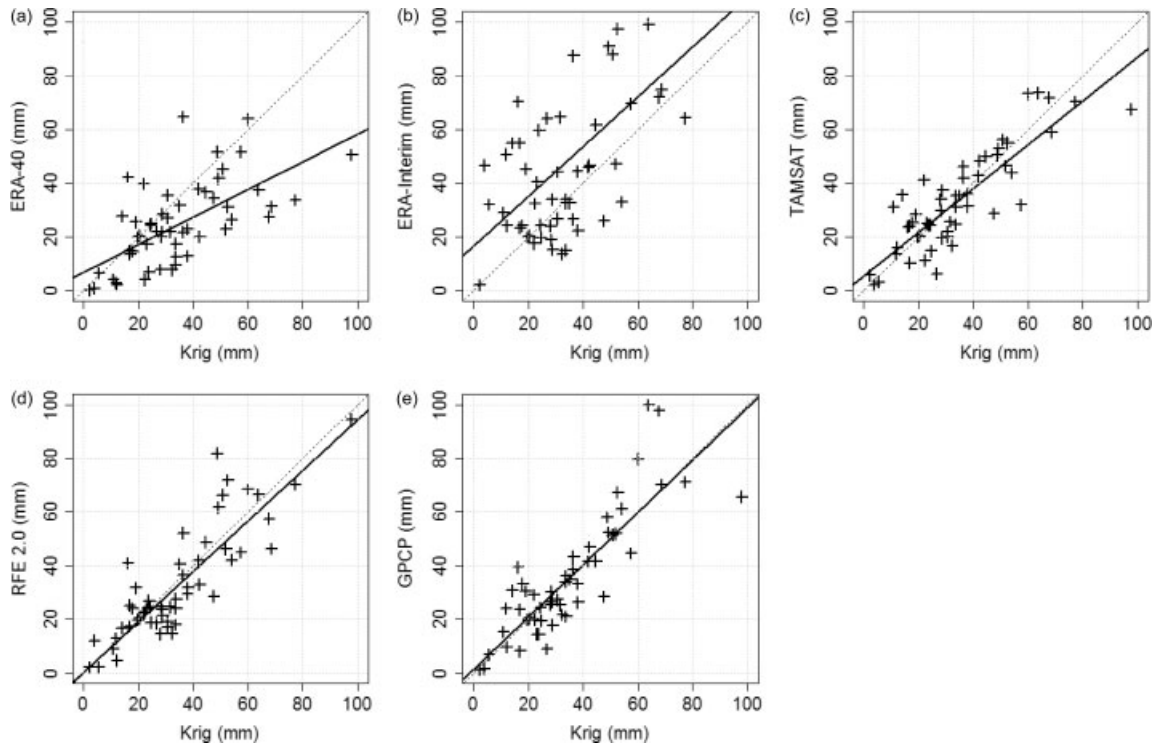 (a)
100
80
60
40
20
0
ERA-40 (mm)
0 20 40 60 80 100
Krig (mm)
(b)
100
80
60
40
20
0
ERA-Interim (mm)
0 20 40 60 80 100
Krig (mm)
(c)
100
80
60
40
20
0
TAMSAT (mm)
0 20 40 60 80 100
Krig (mm)
(d)
100
80
60
40
20
0
RFE 2.0 (mm)
0 20 40 60 80 100
Krig (mm)
(e)
100
80
60
40
20
0
GPCP (mm)
0 20 40 60 80 100
Krig (mm)